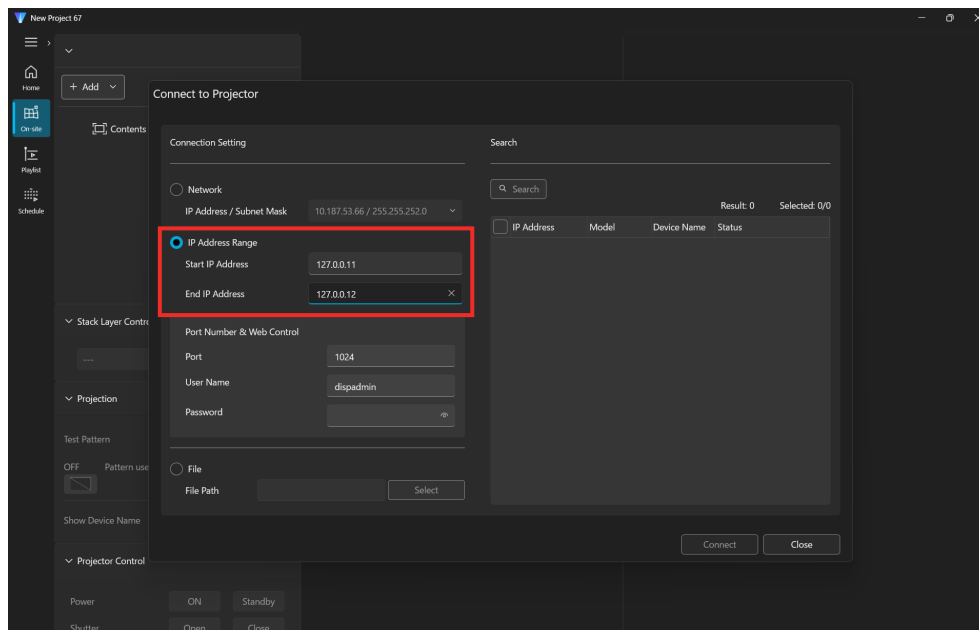 New Project 67
Home
On-site
Playlist
Schedule
+ Add
Contents
Stack Layer Contro
----
Projection
Test Pattern
OFF Pattern use
Show Device Name
Projector Control
Power ON Standby
Shutter Open Close
Connect to Projector
Connection Setting
Network
IP Address / Subnet Mask 10.187.53.66 / 255.255.252.0
IP Address Range
Start IP Address 127.0.0.11
End IP Address 127.0.0.12
Port Number & Web Control
Port 1024
User Name dispadmin
Password
File
File Path Select
Search
Search
Result: 0 Selected: 0/0
IP Address Model Device Name Status
Connect Close